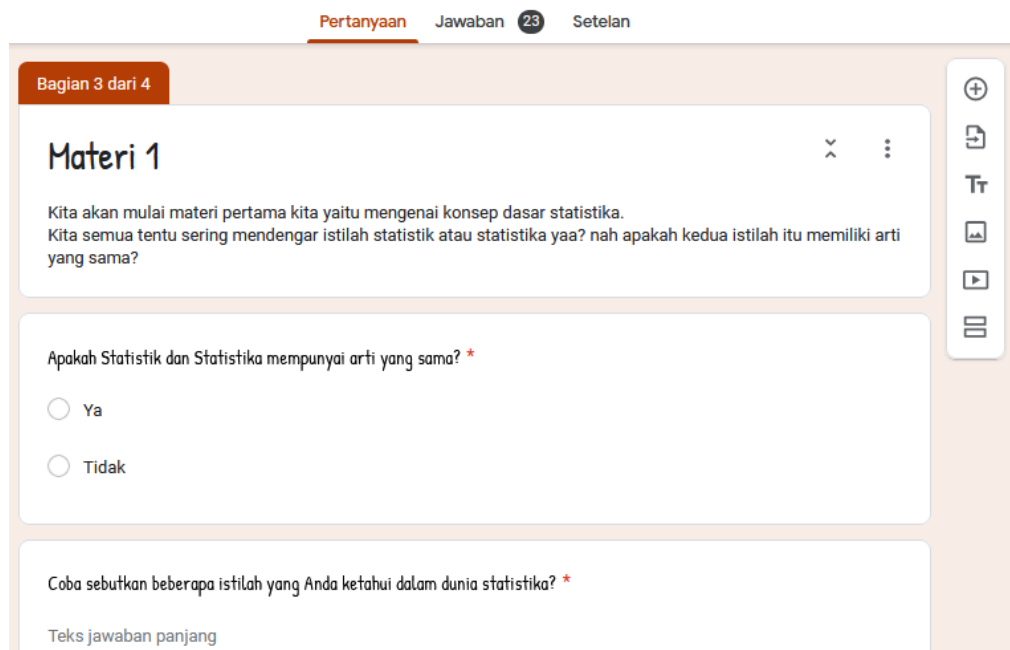 Pertanyaan Jawaban 23 Setelan
Bagian 3 dari 4
Materi 1
Kita akan mulai materi pertama kita yaitu mengenai konsep dasar statistika.
Kita semua tentu sering mendengar istilah statistik atau statistika yaa? nah apakah kedua istilah itu memiliki arti
yang sama?
Tт
Apakah Statistik dan Statistika mempunyai arti yang sama? *
Ya
Tidak
Coba sebutkan beberapa istilah yang Anda ketahui dalam dunia statistika? *
Teks jawaban panjang